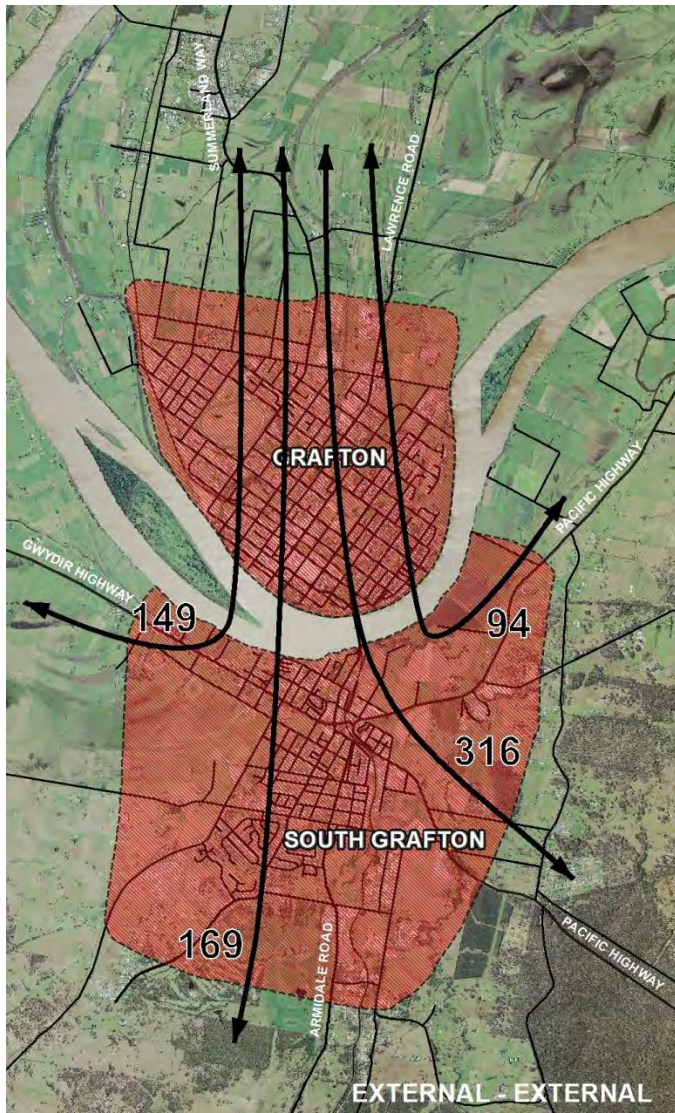 SUMMERLAND WAY
LAWRENCE ROAD
GRAFTON
PACIFIC HIGHWAY
GWYDIR HIGHWAY
149
94
316
SOUTH GRAFTON
169
ARMIDALE ROAD
PACIFIC HIGHWAY
EXTERNAL - EXTERNAL